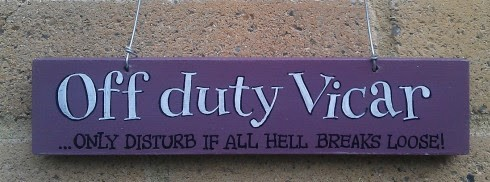 Off duty Vicar
...ONLY DISTURB IF ALL HELL BREAKS LOOSE!